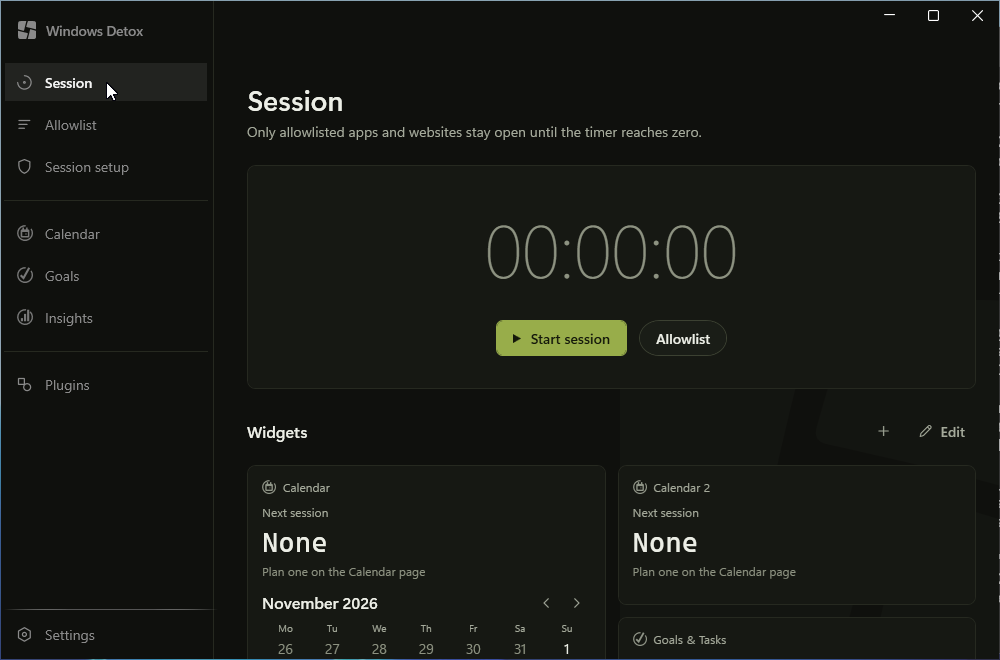 Windows Detox
Session
Allowlist
Session setup
Calendar
Goals
Insights
Plugins
Settings
Session
Only allowlisted apps and websites stay open until the timer reaches zero.
00:00:00
Start session
Allowlist
Widgets
Edit
Calendar
Next session
None
Plan one on the Calendar page
November 2026
Mo Tu We Th Fr Sa Su
26 27 28 29 30 31 1
Calendar 2
Next session
None
Plan one on the Calendar page
Goals & Tasks